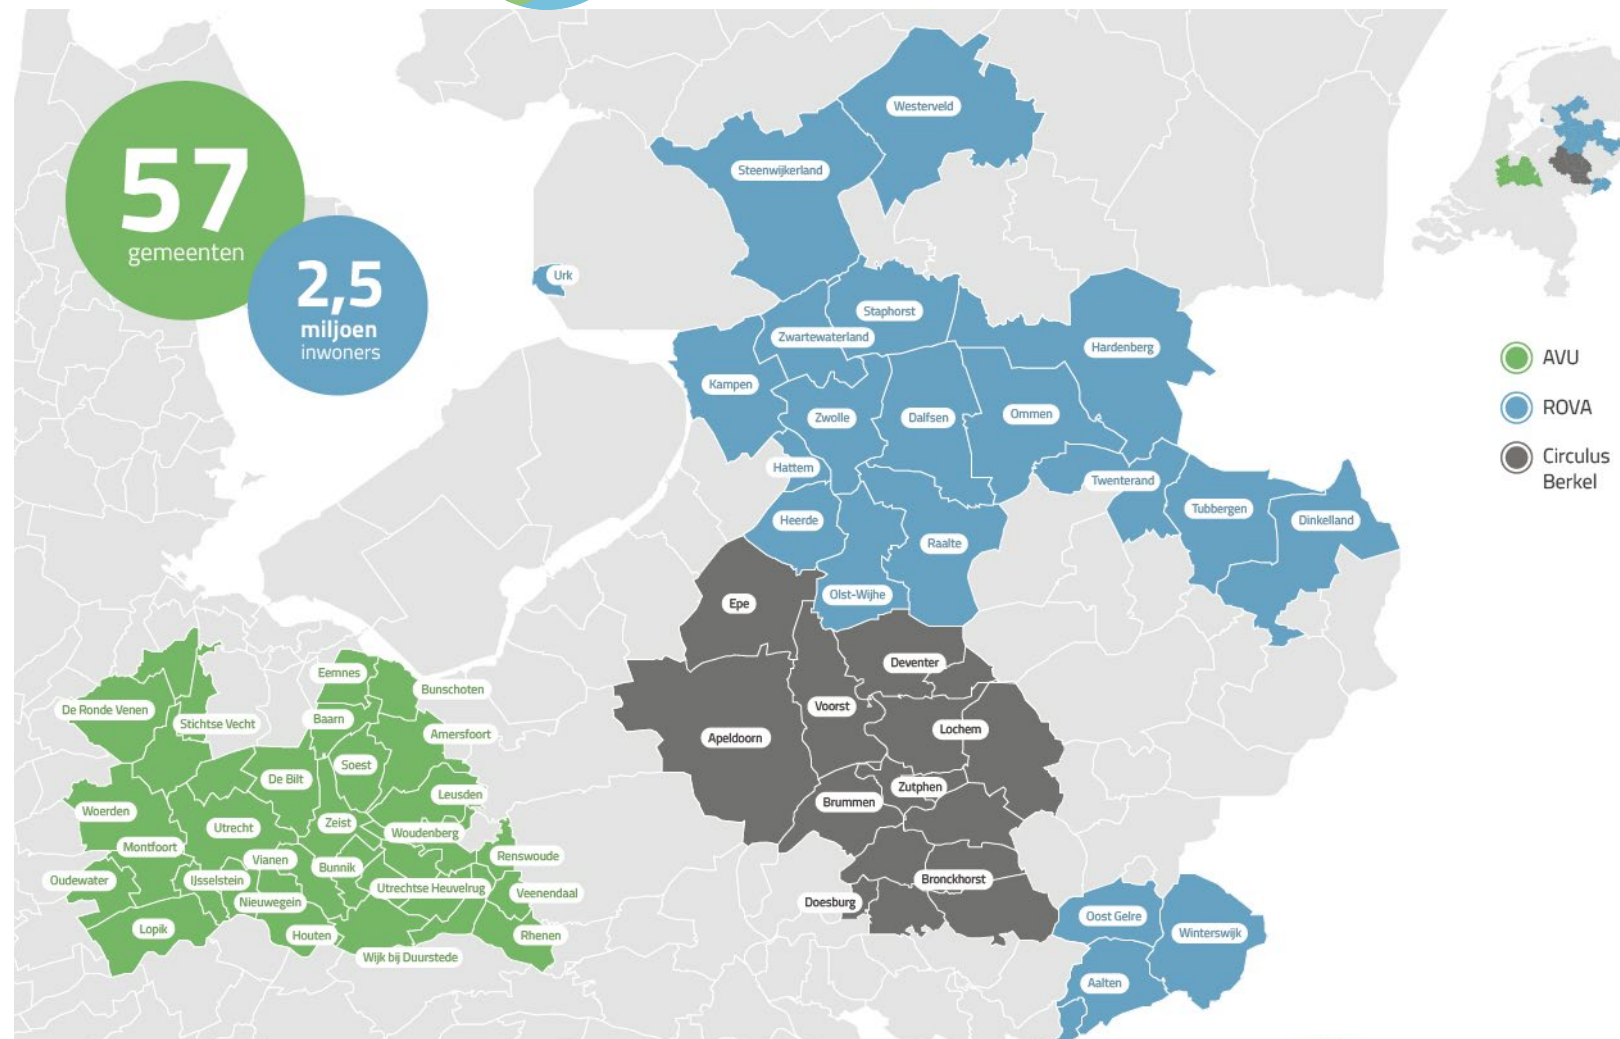 57
gemeenten
2,5
miljoen
inwoners
Westerveld
Steenwijkerland
Urk
Staphorst
Zwartewaterland
Hardenberg
Kampen
Zwolle
Dalfsen
Ommen
Hattem
Twenterand
Heerde
Raalte
Tubbergen
Dinkelland
Olst-Wijhe
AVU
ROVA
Circulus
Berkel
Epe
Deventer
Voorst
Apeldoorn
Lochem
Zutphen
Brummen
Bronckhorst
Doesburg
Oost Gelre
Winterswijk
Aalten
Eemnes
Bunschoten
De Ronde Venen
Stichtse Vecht
Baarn
Amersfoort
Soest
De Bilt
Leusden
Woerden
Utrecht
Zeist
Woudenberg
Montfoort
Vianen
Bunnik
Renswoude
Oudewater
IJsselstein
Utrechtse Heuvelrug
Veenendaal
Nieuwegein
Lopik
Houten
Rhenen
Wijk bij Duurstede